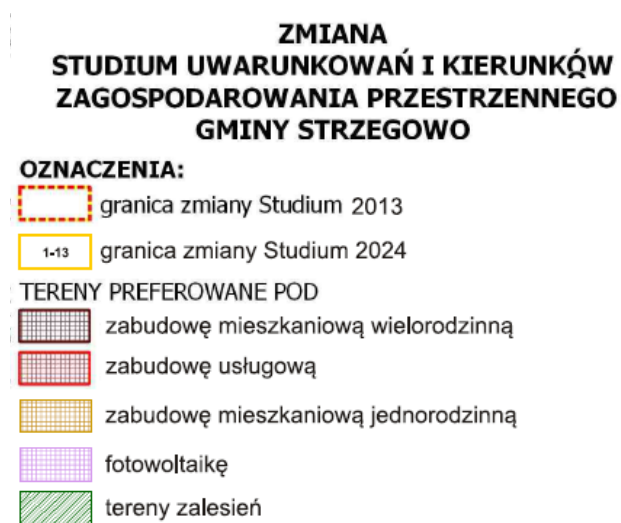 ZMIANA
STUDIUM UWARUNKOWAŃ I KIERUNKÓW
ZAGOSPODAROWANIA PRZESTRZENNEGO
GMINY STRZEGOWO
OZNACZENIA:
granica zmiany Studium 2013
1-13 granica zmiany Studium 2024
TERENY PREFEROWANE POD
zabudowę mieszkaniową wielorodzinną
zabudowę usługową
zabudowę mieszkaniową jednorodzinną
fotowoltaikę
tereny zalesień